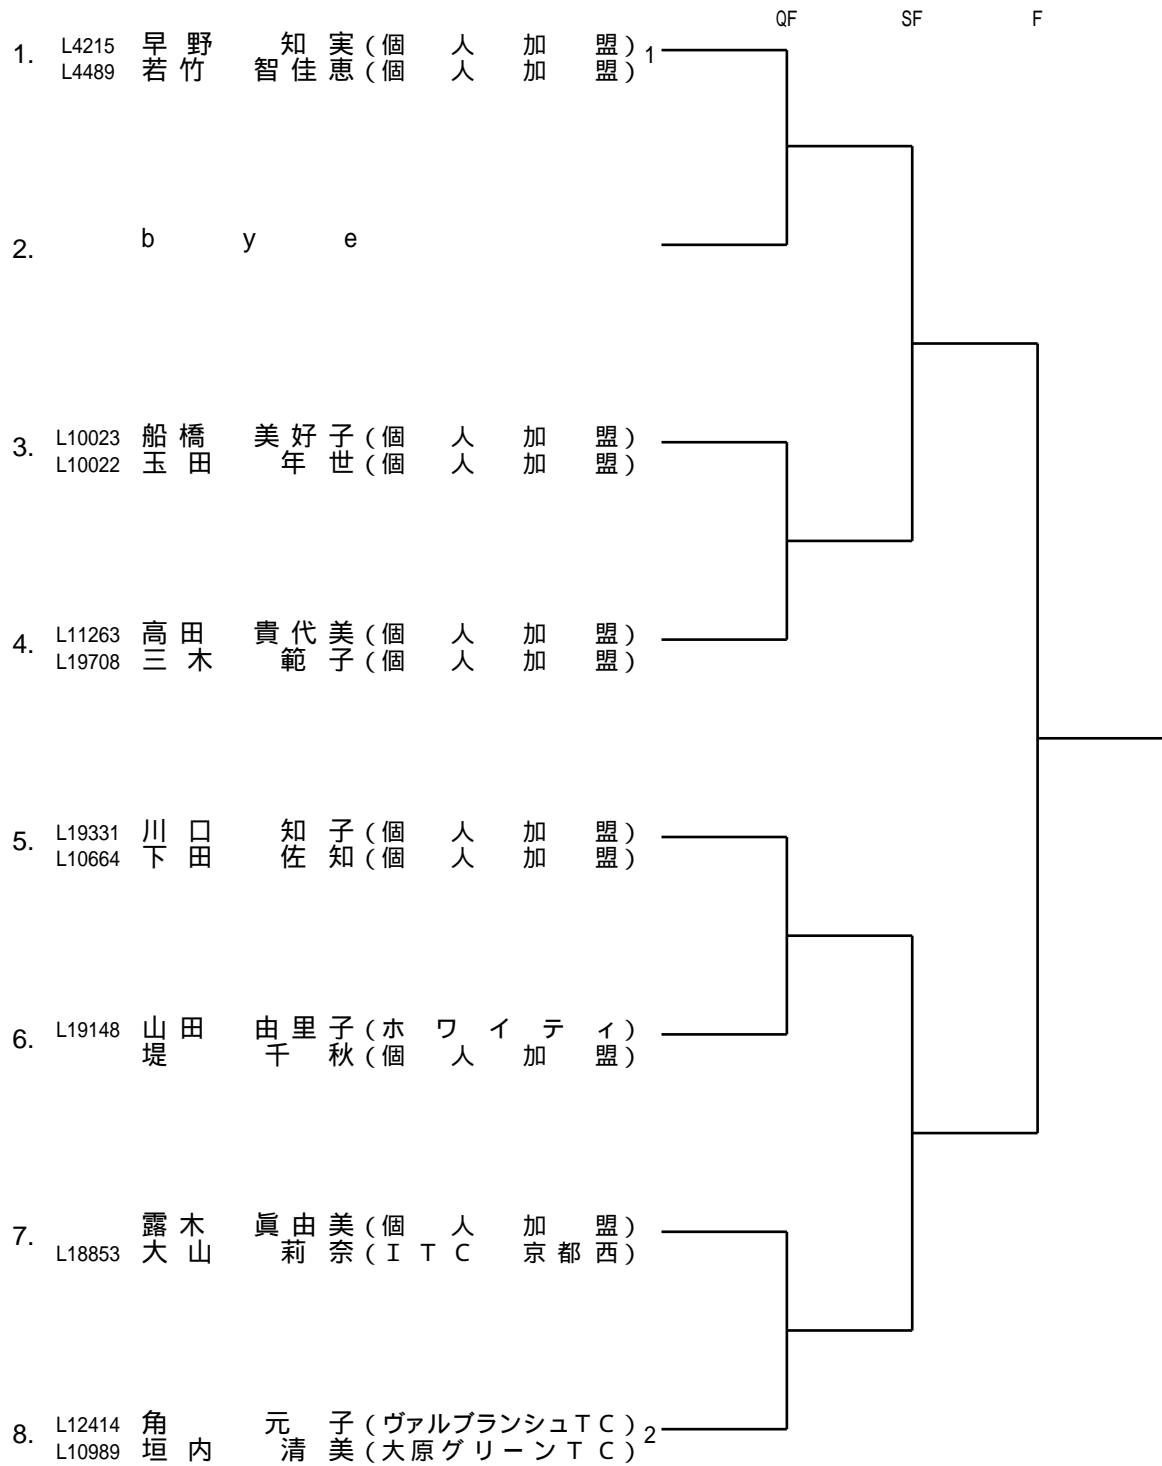 QF SF F
1. L4215 早野 知実(個人加盟) 1
L4489 若竹 智佳恵(個人加盟)
2. bye
3. L10023 船橋 美好子(個人加盟)
L10022 玉田 年世(個人加盟)
4. L11263 高田 貴代美(個人加盟)
L19708 三木 範子(個人加盟)
5. L19331 川口 知子(個人加盟)
L10664 下田 佐知(個人加盟)
6. L19148 山田 由里子(ホワイティ)
堤 千秋(個人加盟)
7. 露木 眞由美(個人加盟)
L18853 大山 莉奈(ITC 京都西)
8. L12414 角 元子(ヴァルブランシュTC) 2
L10989 垣内 清美(大原グリーンTC)